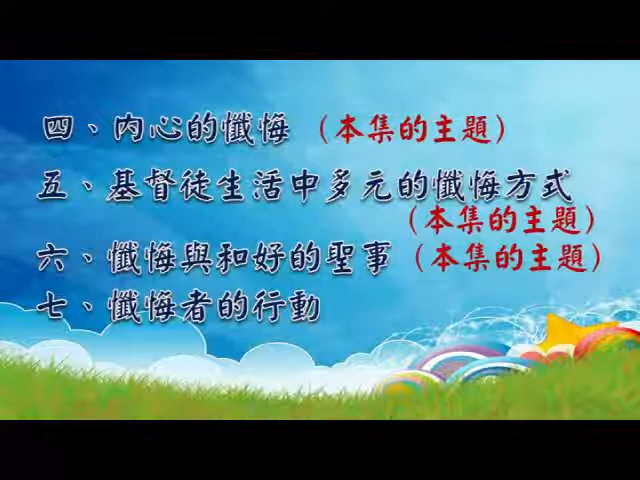 四、內心的懺悔 （本集的主題）
五、基督徒生活中多元的懺悔方式
（本集的主題）
六、懺悔與和好的聖事（本集的主題）
七、懺悔者的行動